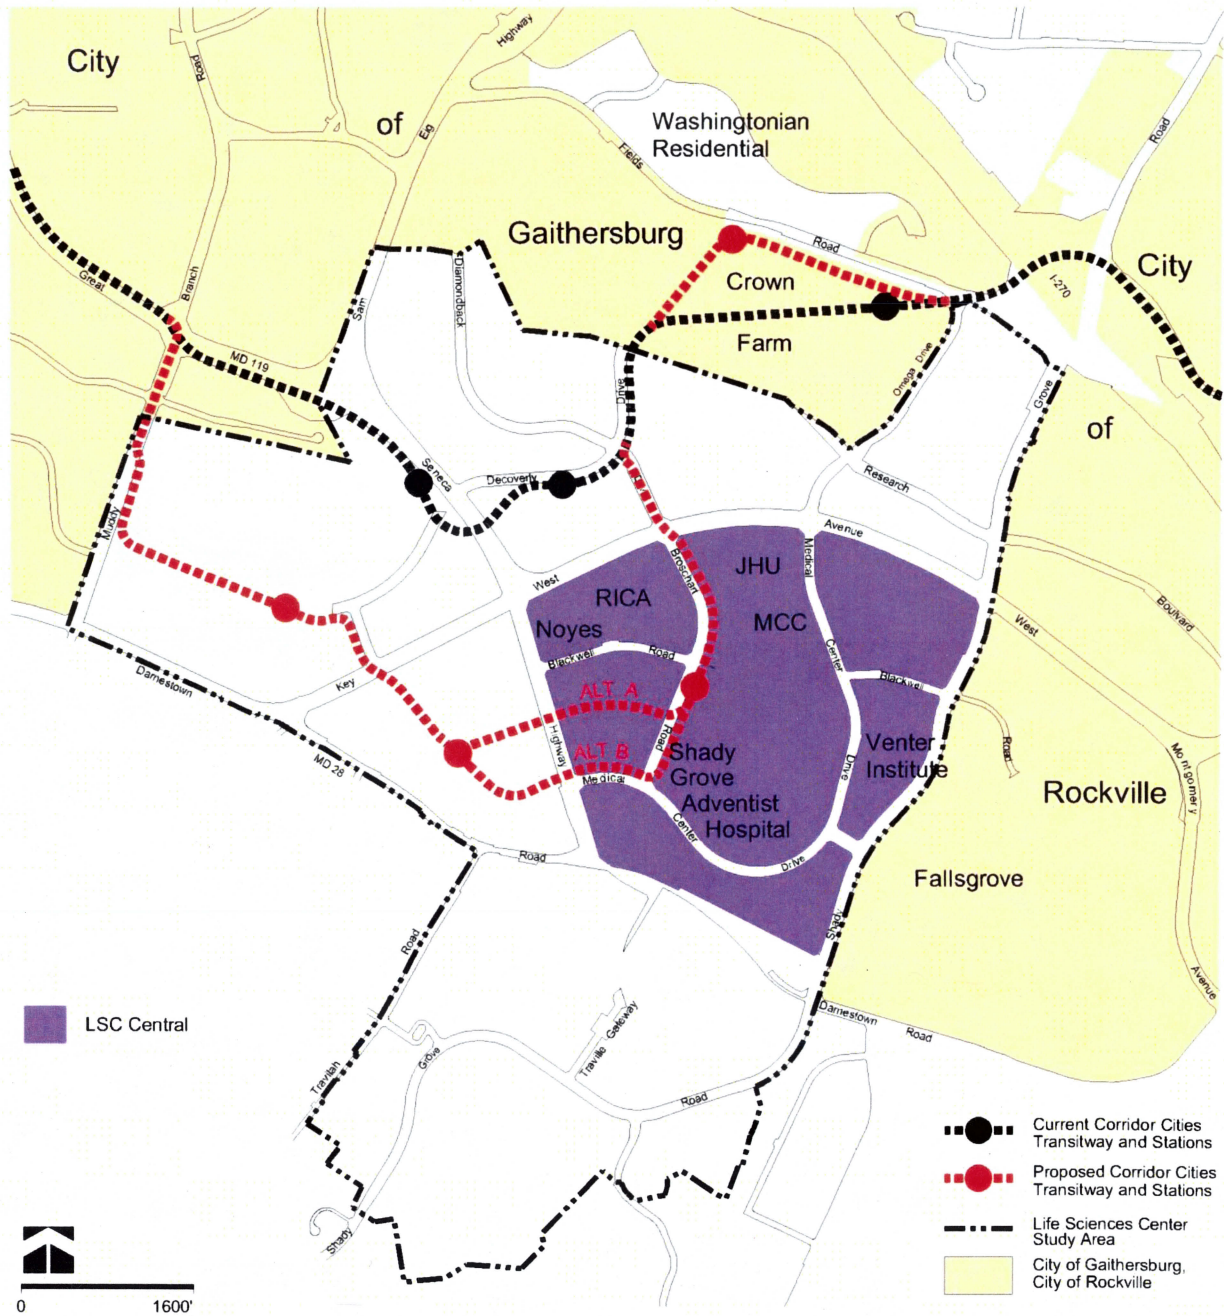 City
Road
of
Highway
Eig
Fields
Washingtonian
Residential
Road
City
Gaithersburg
Road
Crown
Farm
I-270
City
of
Great
Branch
Sam
Diamondback
MD 119
Drive
Omega Drive
Grove
Seneca
Decoverly
Research
Muddy
Avenue
West
Broschart
JHU
Medical
RICA
Noyes
MCC
Blackwell
Road
Center
Blackwell
West
Boulvard
Darnestown
Key
ALT A
ALT B
Highway
Road
Medical
Shady
Grove
Adventist
Hospital
Venter
Institute
Drive
Road
Montgomery
Rockville
MD 28
Road
Center
Drive
Fallsgrove
Shady
Road
Avenue
LSC Central
Darnestown
Road
Traville Gateway
Grove
Travilah
Road
Shady
Current Corridor Cities
Transitway and Stations
Proposed Corridor Cities
Transitway and Stations
Life Sciences Center
Study Area
City of Gaithersburg,
City of Rockville
0
1600'